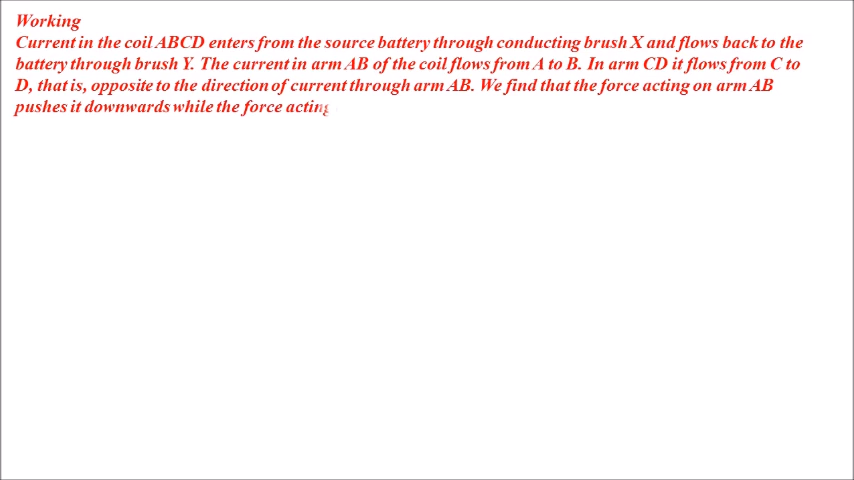 Working
Current in the coil ABCD enters from the source battery through conducting brush X and flows back to the
battery through brush Y. The current in arm AB of the coil flows from A to B. In arm CD it flows from C to
D, that is, opposite to the direction of current through arm AB. We find that the force acting on arm AB
pushes it downwards while the force acting